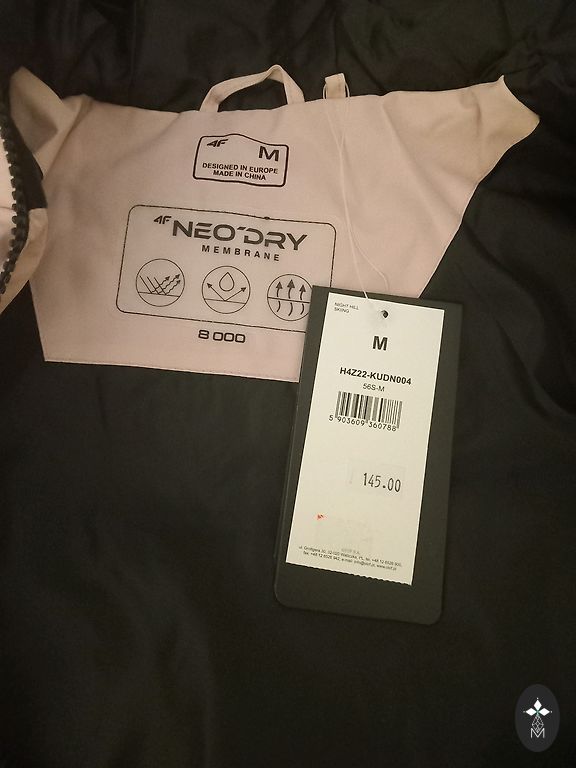 4F M
DESIGNED IN EUROPE
MADE IN CHINA
4F NEO'DRY
MEMBRANE
8 000
NIGHT HILL
SKIING
M
H4Z22-KUDN004
56S-M
5 903609 360788
145.00
M